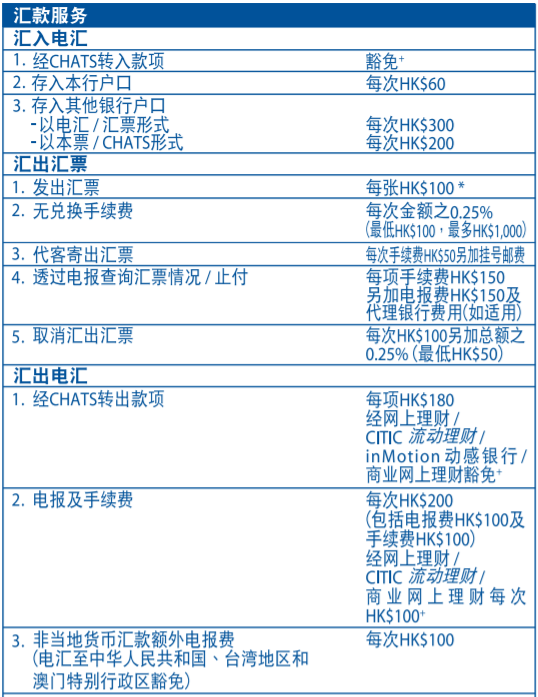 汇款服务
汇入电汇
1. 经CHATS转入款项 豁免+
2. 存入本行户口 每次HK$60
3. 存入其他银行户口
-以电汇 / 汇票形式 每次HK$300
-以本票 / CHATS形式 每次HK$200
汇出汇票
1. 发出汇票 每张HK$100 *
2. 无兑换手续费 每次金额之0.25%
(最低HK$100，最多HK$1,000)
3. 代客寄出汇票 每次手续费HK$50另加挂号邮费
4. 透过电报查询汇票情况 / 止付 每项手续费HK$150
另加电报费HK$150及
代理银行费用(如适用)
5. 取消汇出汇票 每次HK$100另加总额之
0.25% (最低HK$50)
汇出电汇
1. 经CHATS转出款项 每项HK$180
经网上理财 /
CITIC 流动理财 /
inMotion 动感银行 /
商业网上理财豁免+
2. 电报及手续费 每次HK$200
(包括电报费HK$100及
手续费HK$100)
经网上理财 /
CITIC 流动理财 /
商业网上理财每次
HK$100+
3. 非当地货币汇款额外电报费 每次HK$100
(电汇至中华人民共和国、台湾地区和
澳门特别行政区豁免)